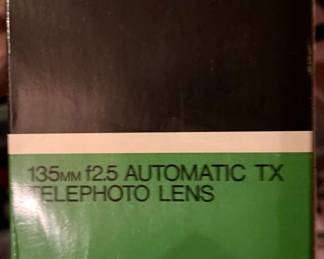 135MM f2.5 AUTOMATIC TX
TELEPHOTO LENS